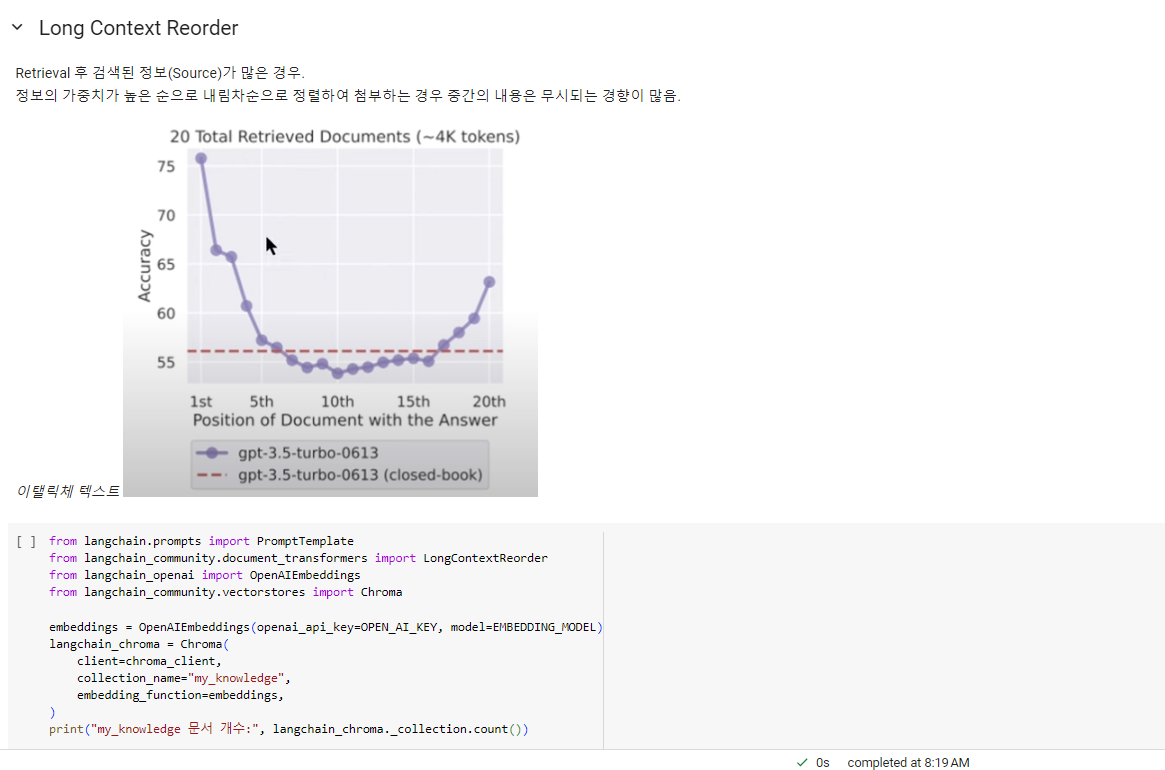 Long Context Reorder
Retrieval 후 검색된 정보(Source)가 많은 경우.
정보의 가중치가 높은 순으로 내림차순으로 정렬하여 첨부하는 경우 중간의 내용은 무시되는 경향이 많음.
20 Total Retrieved Documents (~4K tokens)
75
70
65
60
55
Accuracy
1st 5th 10th 15th 20th
Position of Document with the Answer
gpt-3.5-turbo-0613
gpt-3.5-turbo-0613 (closed-book)
이탤릭체 텍스트
[ ] from langchain.prompts import PromptTemplate
from langchain_community.document_transformers import LongContextReorder
from langchain_openai import OpenAIEmbeddings
from langchain_community.vectorstores import Chroma
embeddings = OpenAIEmbeddings(openai_api_key=OPEN_AI_KEY, model=EMBEDDING_MODEL)
langchain_chroma = Chroma(
    client=chroma_client,
    collection_name="my_knowledge",
    embedding_function=embeddings,
)
print("my_knowledge 문서 개수:", langchain_chroma._collection.count())
0s completed at 8:19 AM